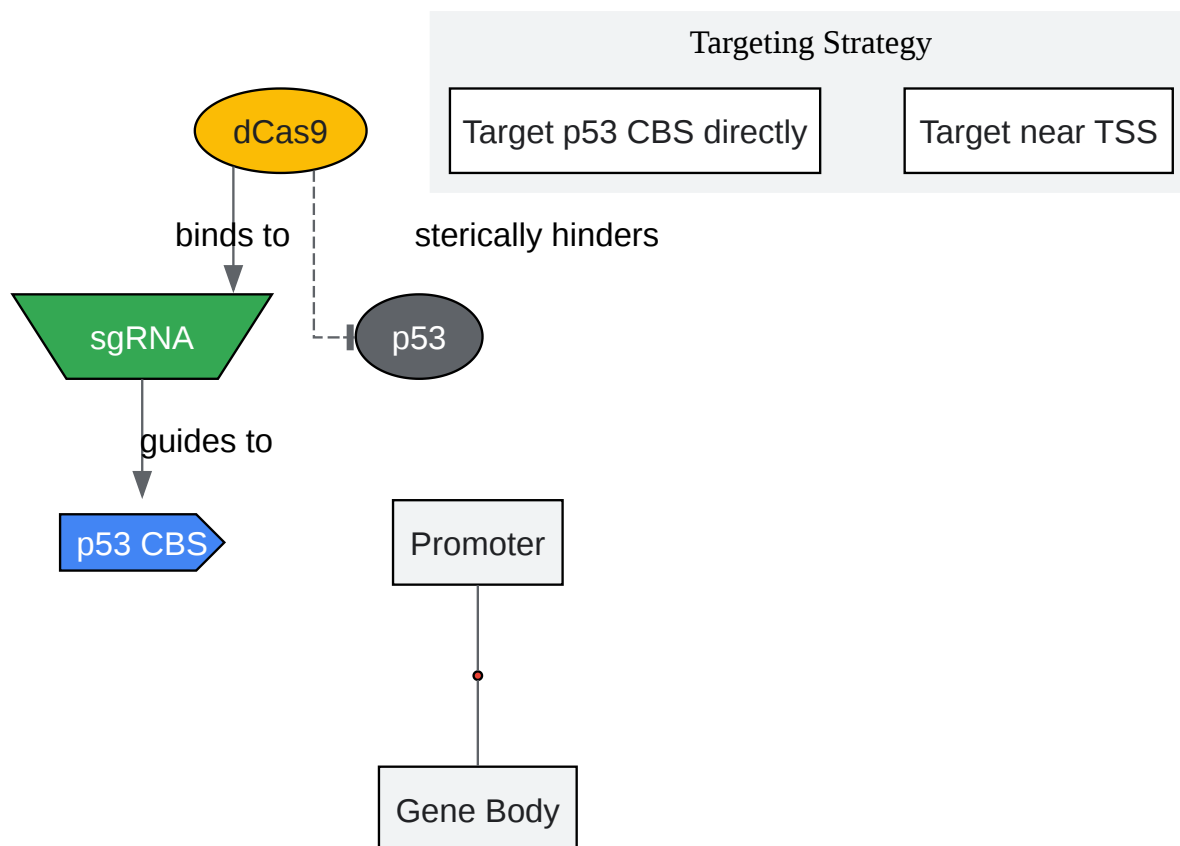 Targeting Strategy
dCas9
Target p53 CBS directly
Target near TSS
binds to
sterically hinders
sgRNA
p53
guides to
p53 CBS
Promoter
Gene Body